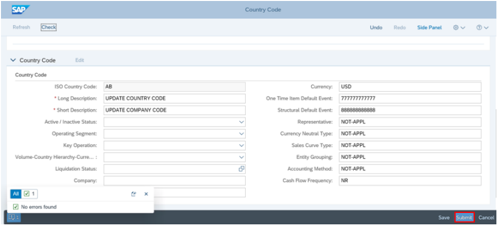 SAP
Country Code
Refresh Check Undo Redo Side Panel
Country Code Edit
Country Code
ISO Country Code: AB Currency: USD
* Long Description: UPDATE COUNTRY CODE One Time Item Default Event: 777777777777
* Short Description: UPDATE COMPANY CODE Structural Default Event: 888888888888
Active / Inactive Status: Representative: NOT-APPL
Operating Segment: Currency Neutral Type: NOT-APPL
Key Operation: Sales Curve Type: NOT-APPL
Volume-Country Hierarchy-Curre... : Entity Grouping: NOT-APPL
Liquidation Status: Accounting Method: NOT-APPL
Company: Cash Flow Frequency: NR
All 1
No errors found
Save Submit Cancel